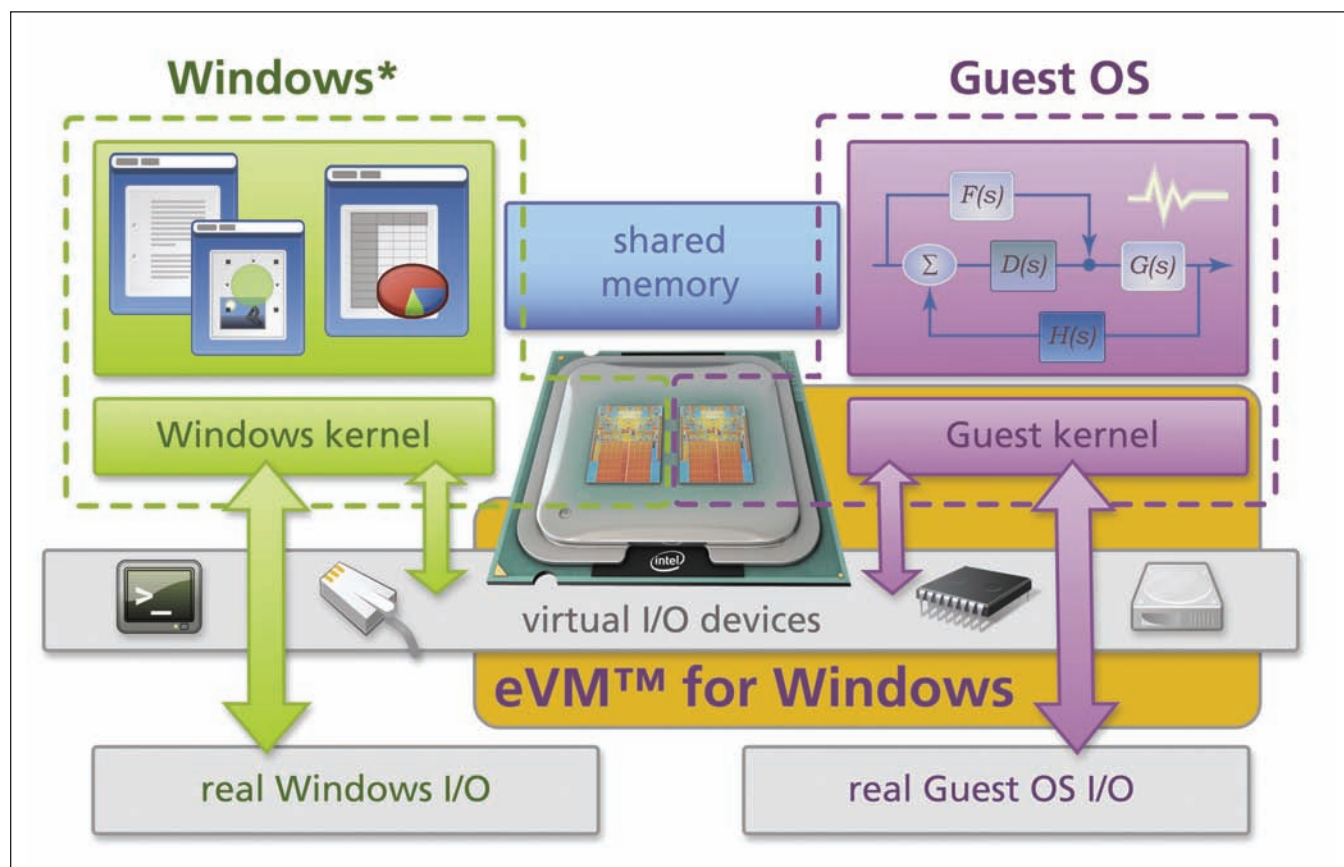 Windows*
Guest OS
shared
memory
F(s)
Σ
D(s)
G(s)
H(s)
Windows kernel
Guest kernel
intel
>_
virtual I/O devices
eVM™ for Windows
real Windows I/O
real Guest OS I/O